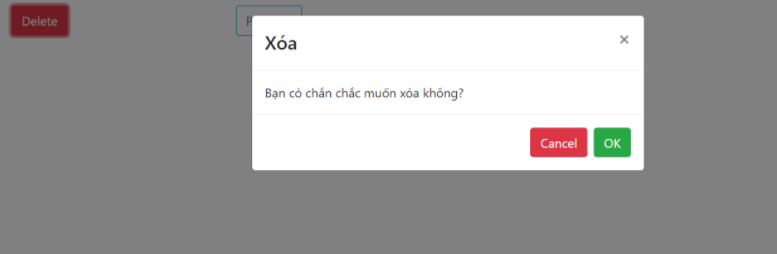 Delete
Xóa
×
Bạn có chắn chắc muốn xóa không?
Cancel OK